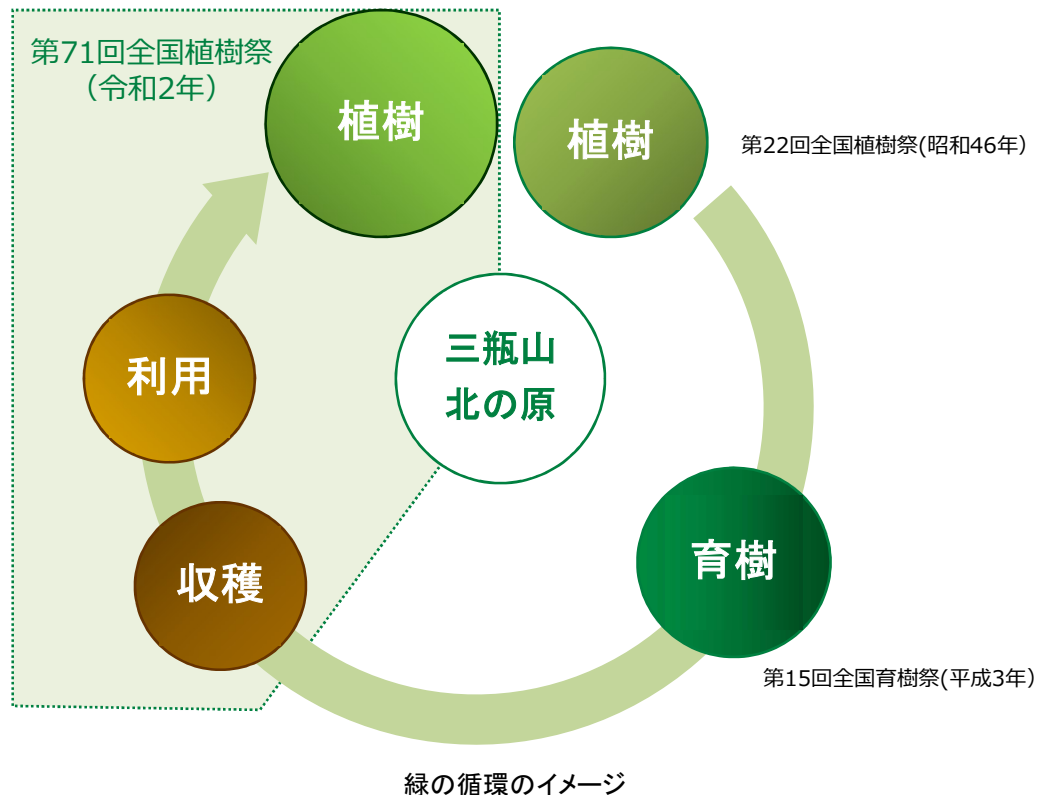 第71回全国植樹祭
（令和2年）
植樹
植樹
第22回全国植樹祭(昭和46年）
三瓶山
北の原
利用
収穫
育樹
第15回全国育樹祭(平成3年）
緑の循環のイメージ